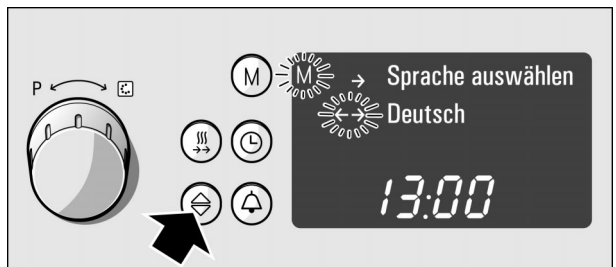 P
M
M → Sprache auswählen
←→ Deutsch
13:00